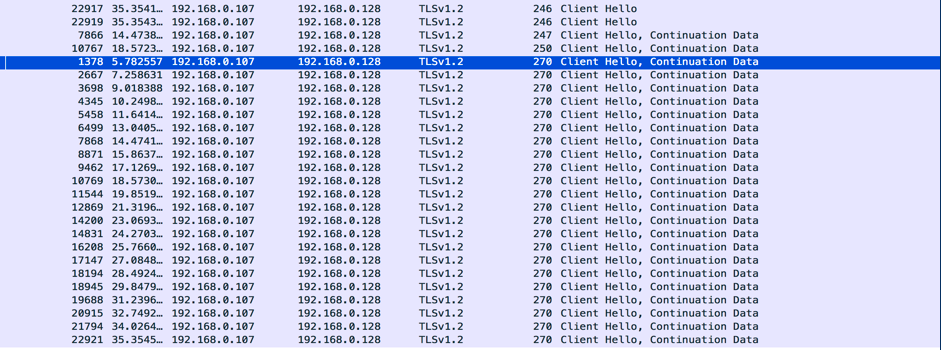 22917 35.3541… 192.168.0.107 192.168.0.128 TLSv1.2 246 Client Hello
22919 35.3543… 192.168.0.107 192.168.0.128 TLSv1.2 246 Client Hello
7866 14.4738… 192.168.0.107 192.168.0.128 TLSv1.2 247 Client Hello, Continuation Data
10767 18.5723… 192.168.0.107 192.168.0.128 TLSv1.2 250 Client Hello, Continuation Data
1378 5.782557 192.168.0.107 192.168.0.128 TLSv1.2 270 Client Hello, Continuation Data
2667 7.258631 192.168.0.107 192.168.0.128 TLSv1.2 270 Client Hello, Continuation Data
3698 9.018388 192.168.0.107 192.168.0.128 TLSv1.2 270 Client Hello, Continuation Data
4345 10.2498… 192.168.0.107 192.168.0.128 TLSv1.2 270 Client Hello, Continuation Data
5458 11.6414… 192.168.0.107 192.168.0.128 TLSv1.2 270 Client Hello, Continuation Data
6499 13.0405… 192.168.0.107 192.168.0.128 TLSv1.2 270 Client Hello, Continuation Data
7868 14.4741… 192.168.0.107 192.168.0.128 TLSv1.2 270 Client Hello, Continuation Data
8871 15.8637… 192.168.0.107 192.168.0.128 TLSv1.2 270 Client Hello, Continuation Data
9462 17.1269… 192.168.0.107 192.168.0.128 TLSv1.2 270 Client Hello, Continuation Data
10769 18.5730… 192.168.0.107 192.168.0.128 TLSv1.2 270 Client Hello, Continuation Data
11544 19.8519… 192.168.0.107 192.168.0.128 TLSv1.2 270 Client Hello, Continuation Data
12869 21.3196… 192.168.0.107 192.168.0.128 TLSv1.2 270 Client Hello, Continuation Data
14200 23.0693… 192.168.0.107 192.168.0.128 TLSv1.2 270 Client Hello, Continuation Data
14831 24.2703… 192.168.0.107 192.168.0.128 TLSv1.2 270 Client Hello, Continuation Data
16208 25.7660… 192.168.0.107 192.168.0.128 TLSv1.2 270 Client Hello, Continuation Data
17147 27.0848… 192.168.0.107 192.168.0.128 TLSv1.2 270 Client Hello, Continuation Data
18194 28.4924… 192.168.0.107 192.168.0.128 TLSv1.2 270 Client Hello, Continuation Data
18945 29.8479… 192.168.0.107 192.168.0.128 TLSv1.2 270 Client Hello, Continuation Data
19688 31.2396… 192.168.0.107 192.168.0.128 TLSv1.2 270 Client Hello, Continuation Data
20915 32.7492… 192.168.0.107 192.168.0.128 TLSv1.2 270 Client Hello, Continuation Data
21794 34.0264… 192.168.0.107 192.168.0.128 TLSv1.2 270 Client Hello, Continuation Data
22921 35.3545… 192.168.0.107 192.168.0.128 TLSv1.2 270 Client Hello, Continuation Data